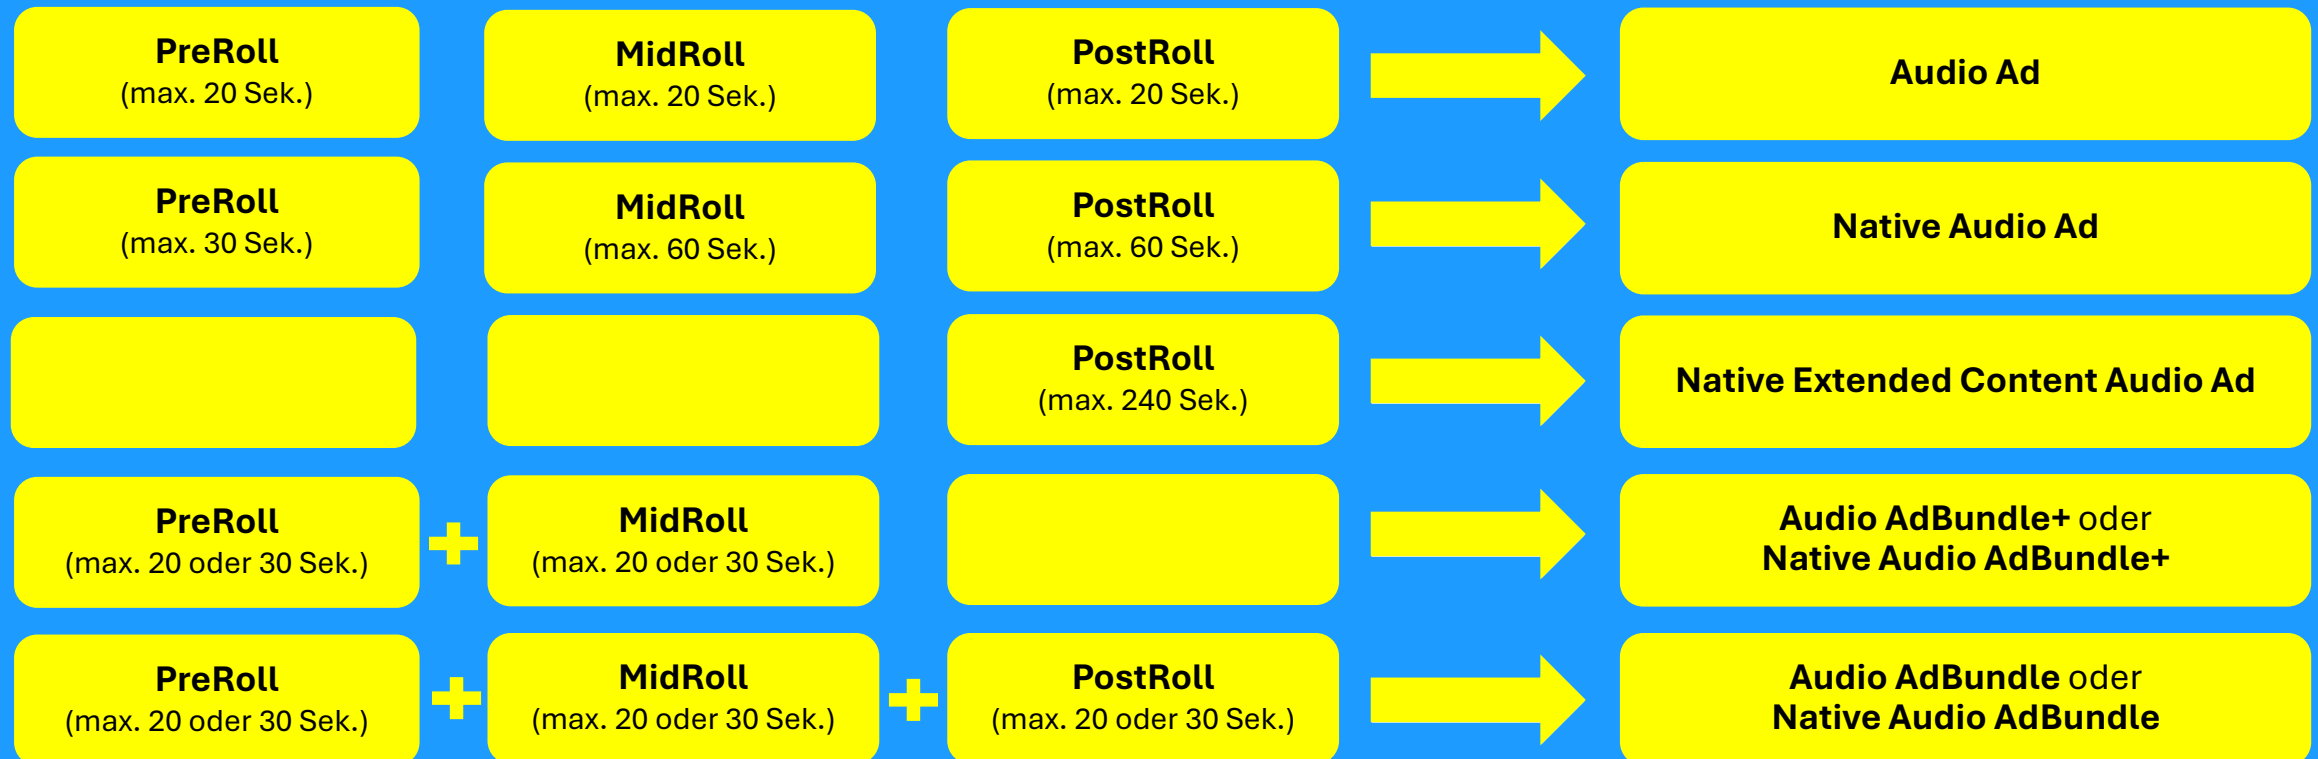 PreRoll
(max. 20 Sek.)
MidRoll
(max. 20 Sek.)
PostRoll
(max. 20 Sek.)
Audio Ad
PreRoll
(max. 30 Sek.)
MidRoll
(max. 60 Sek.)
PostRoll
(max. 60 Sek.)
Native Audio Ad
PostRoll
(max. 240 Sek.)
Native Extended Content Audio Ad
PreRoll
(max. 20 oder 30 Sek.)
MidRoll
(max. 20 oder 30 Sek.)
Audio AdBundle+ oder
Native Audio AdBundle+
PreRoll
(max. 20 oder 30 Sek.)
MidRoll
(max. 20 oder 30 Sek.)
PostRoll
(max. 20 oder 30 Sek.)
Audio AdBundle oder
Native Audio AdBundle